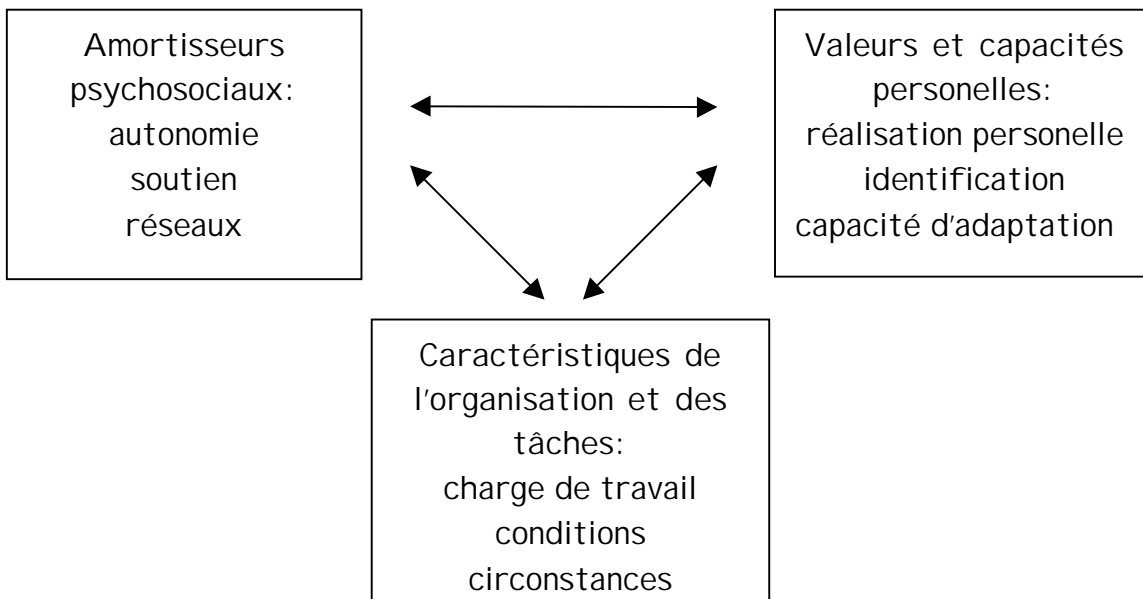 Amortisseurs
psychosociaux:
autonomie
soutien
réseaux
Valeurs et capacités
personelles:
réalisation personelle
identification
capacité d'adaptation
Caractéristiques de
l'organisation et des
tâches:
charge de travail
conditions
circonstances